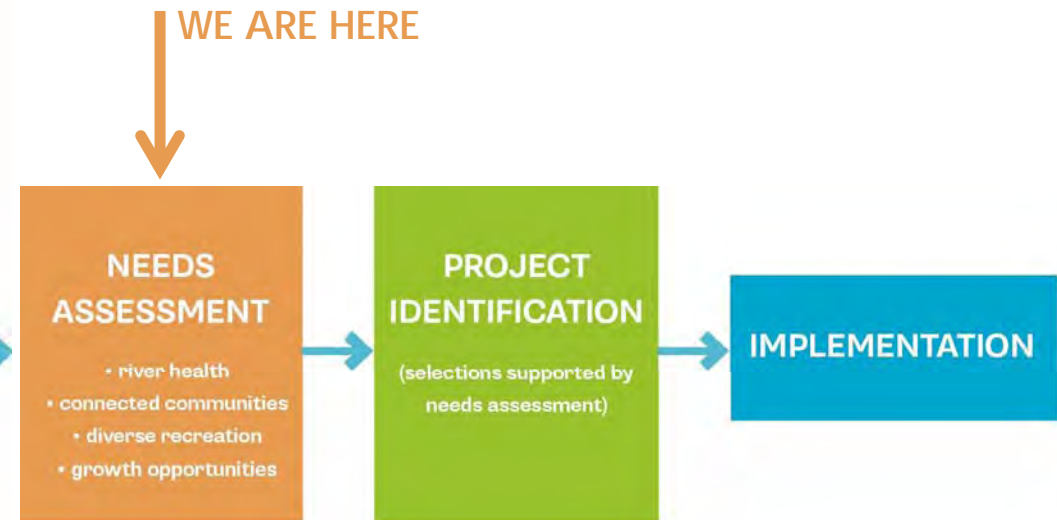 WE ARE HERE
NEEDS
ASSESSMENT
• river health
• connected communities
• diverse recreation
• growth opportunities
PROJECT
IDENTIFICATION
(selections supported by
needs assessment)
IMPLEMENTATION